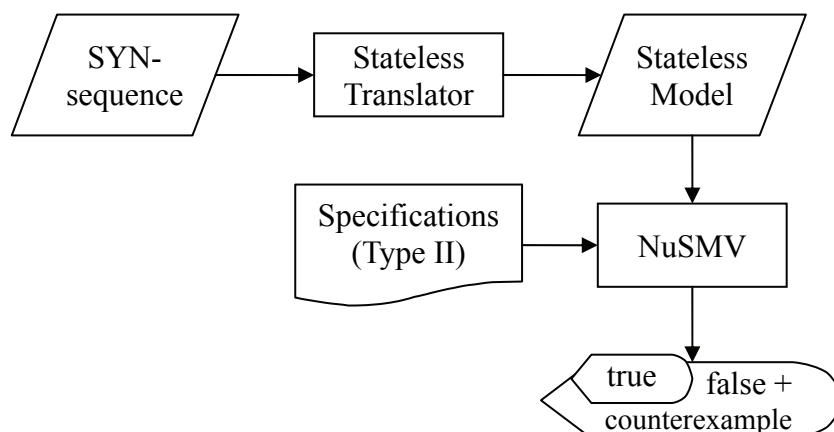 SYN-
sequence
Stateless
Translator
Stateless
Model
Specifications
(Type II)
NuSMV
true
false +
counterexample